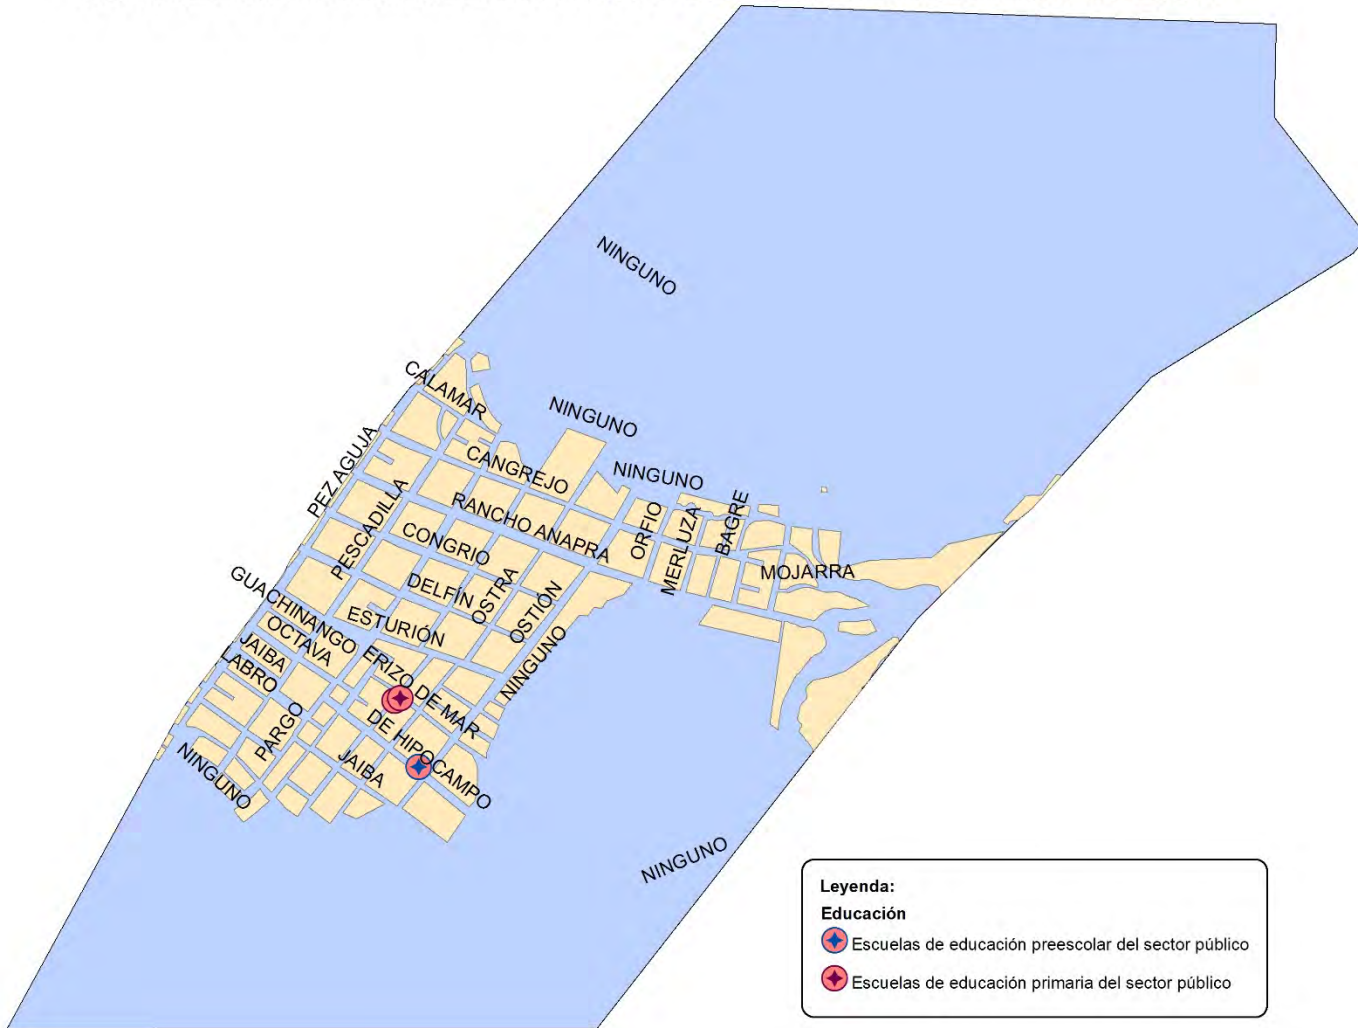 NINGUNO
CALAMAR
NINGUNO
PEZ AGUJA
CANGREJO
NINGUNO
PESCADILLA
RANCHO ANAPRA
ORFIO
MERLUZA
BAGRE
CONGRIO
MOJARRA
GUACHINANGO
DELFÍN
OSTRA
OSTIÓN
OCTAVA
ESTURIÓN
JAIBA
LABRO
ERIZO DE MAR
NINGUNO
PARGO
DE HIPOCAMPO
JAIBA
NINGUNO
NINGUNO
Leyenda:
Educación
Escuelas de educación preescolar del sector público
Escuelas de educación primaria del sector público